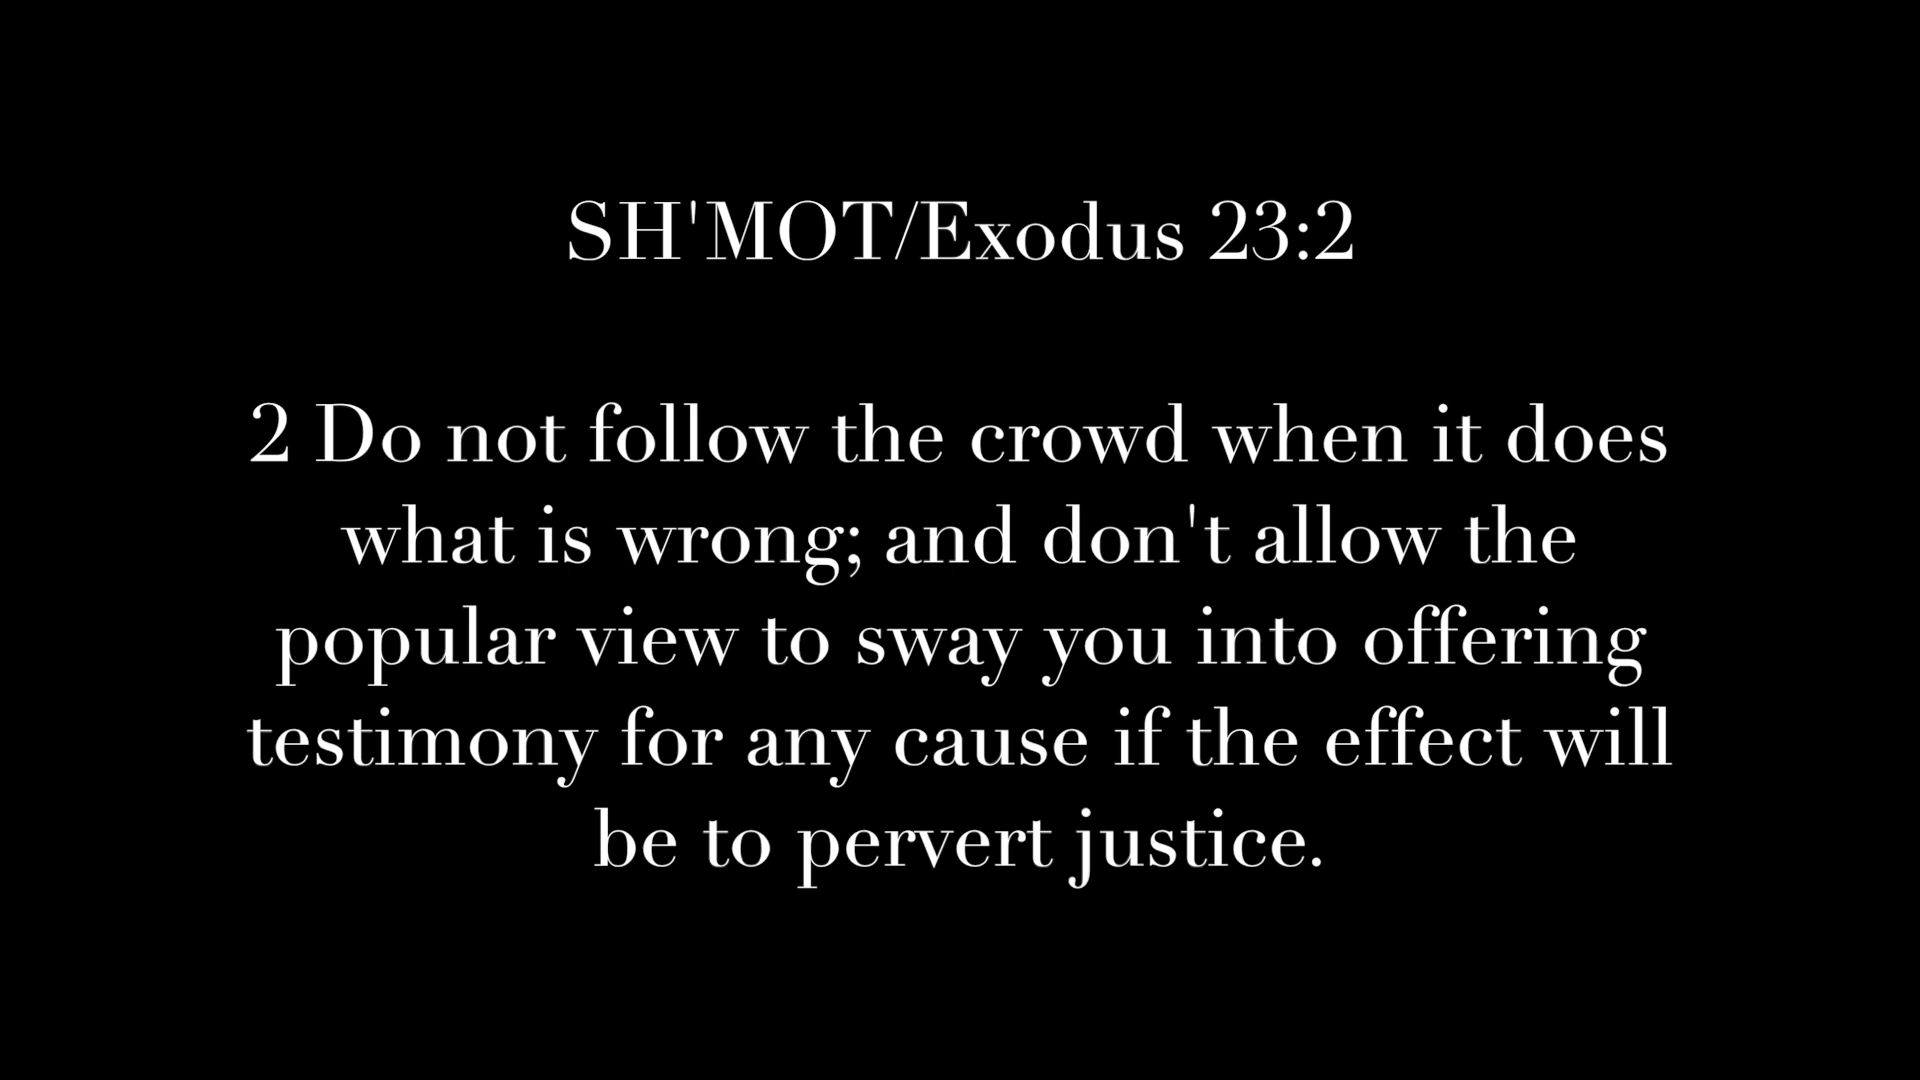 SH'MOT/Exodus 23:2
2 Do not follow the crowd when it does
what is wrong; and don't allow the
popular view to sway you into offering
testimony for any cause if the effect will
be to pervert justice.